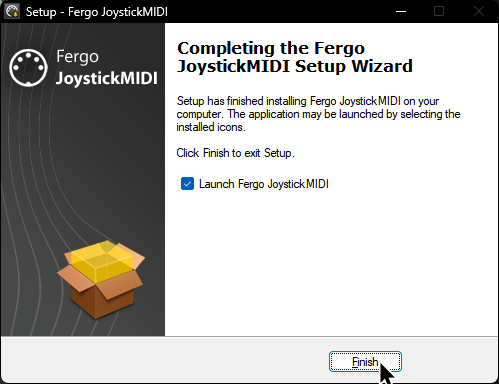 Setup - Fergo JoystickMIDI
Fergo
JoystickMIDI
Completing the Fergo
JoystickMIDI Setup Wizard
Setup has finished installing Fergo JoystickMIDI on your
computer. The application may be launched by selecting the
installed icons.
Click Finish to exit Setup.
Launch Fergo JoystickMIDI
Finish